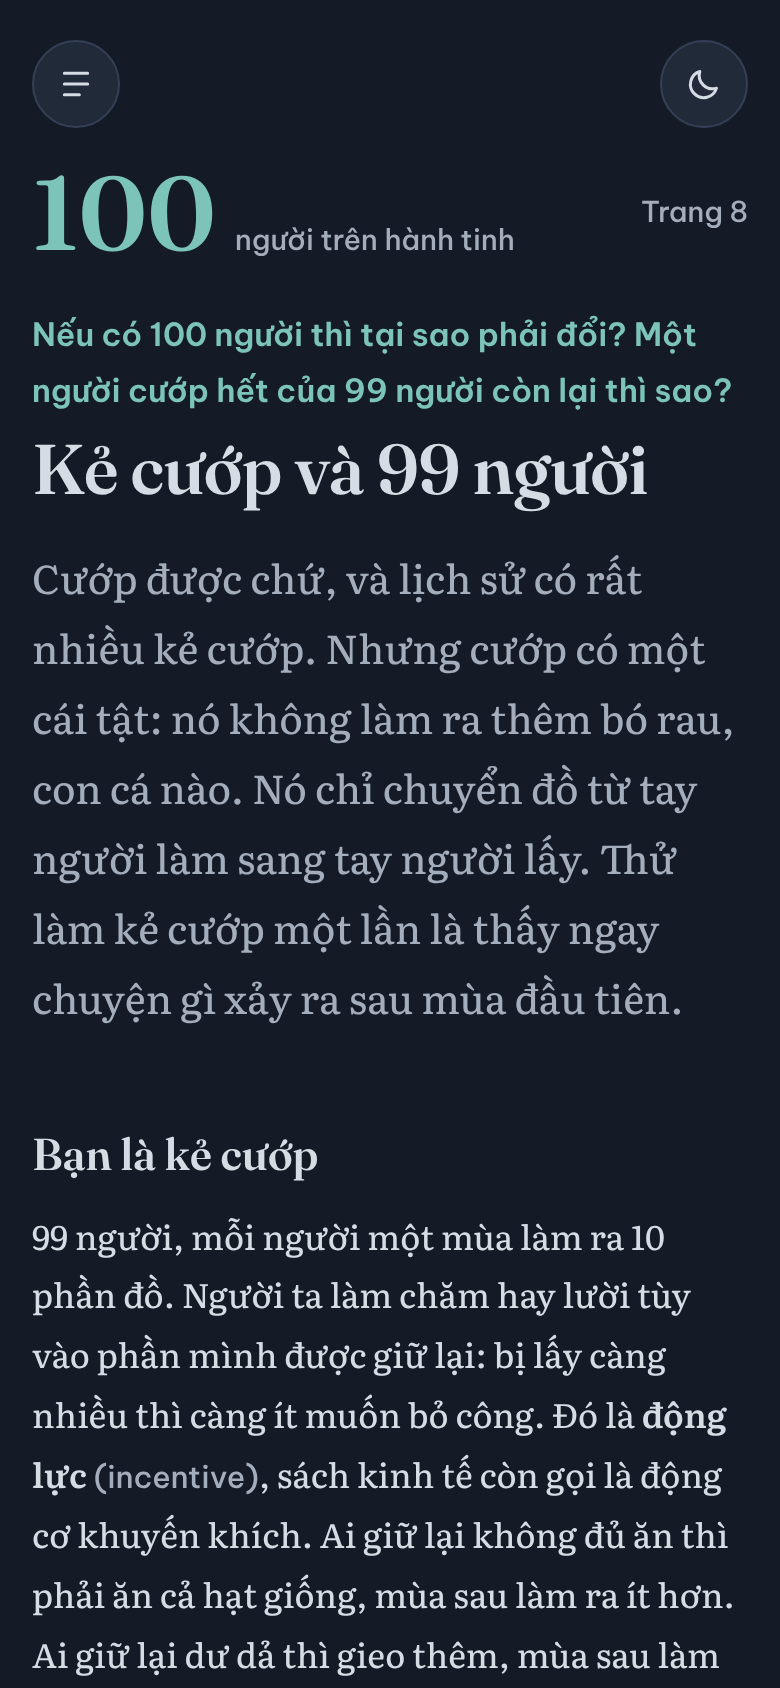 100 người trên hành tinh
Trang 8
Nếu có 100 người thì tại sao phải đổi? Một
người cướp hết của 99 người còn lại thì sao?
Kẻ cướp và 99 người
Cướp được chứ, và lịch sử có rất
nhiều kẻ cướp. Nhưng cướp có một
cái tật: nó không làm ra thêm bó rau,
con cá nào. Nó chỉ chuyển đồ từ tay
người làm sang tay người lấy. Thử
làm kẻ cướp một lần là thấy ngay
chuyện gì xảy ra sau mùa đầu tiên.
Bạn là kẻ cướp
99 người, mỗi người một mùa làm ra 10
phần đồ. Người ta làm chăm hay lười tùy
vào phần mình được giữ lại: bị lấy càng
nhiều thì càng ít muốn bỏ công. Đó là động
lực (incentive), sách kinh tế còn gọi là động
cơ khuyến khích. Ai giữ lại không đủ ăn thì
phải ăn cả hạt giống, mùa sau làm ra ít hơn.
Ai giữ lại dư dả thì gieo thêm, mùa sau làm